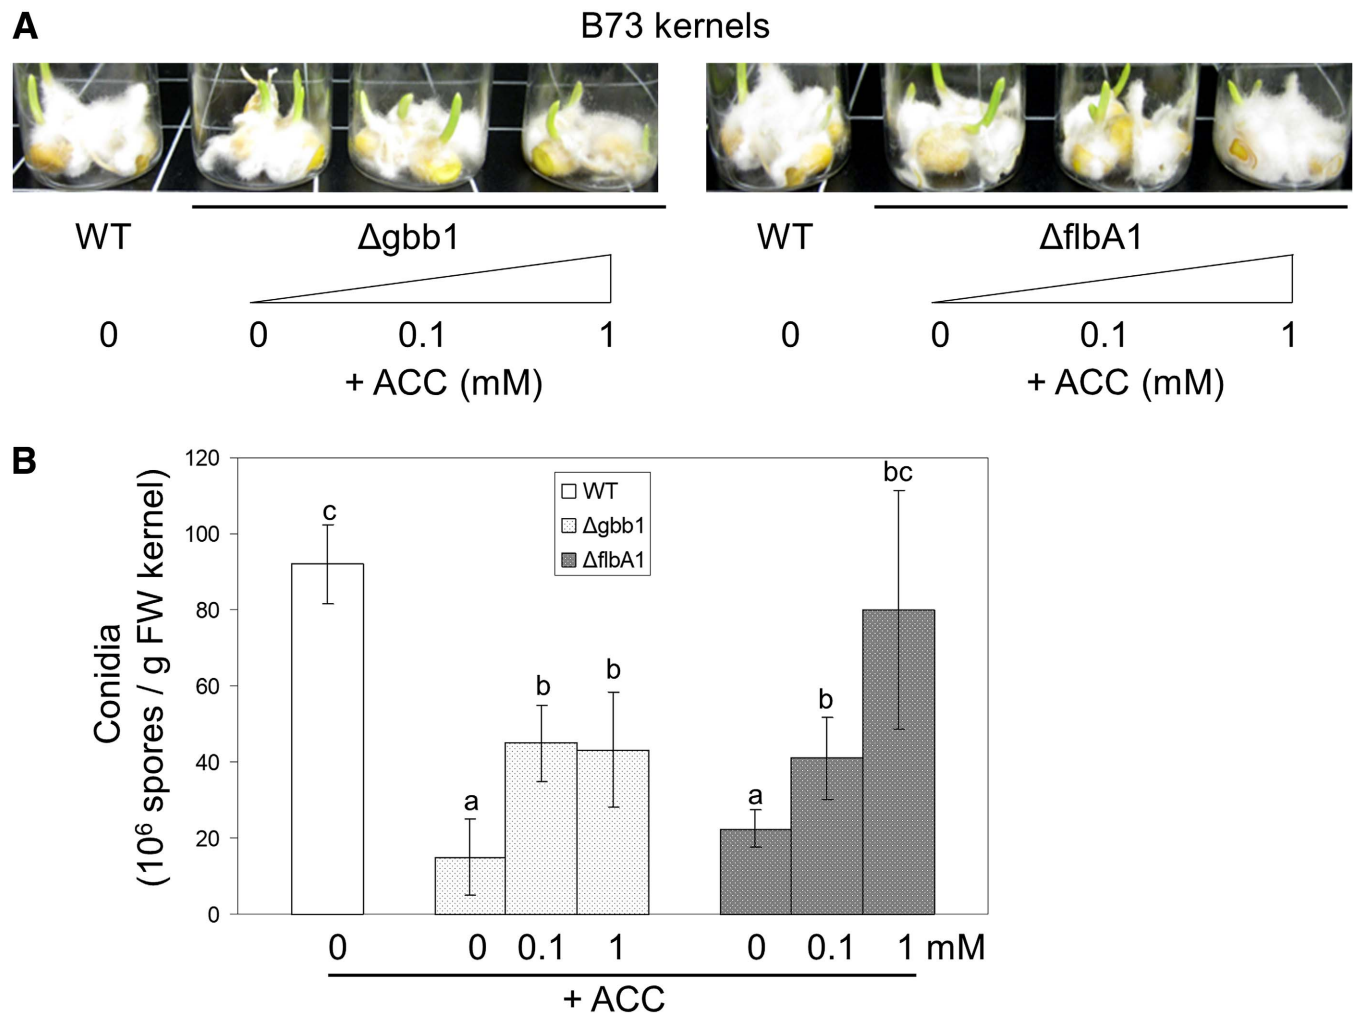 A
B73 kernels
WT
Δgbb1
0
0
0.1
1
+ ACC (mM)
WT
ΔflbA1
0
0
0.1
1
+ ACC (mM)
B
Conidia
(10⁶ spores / g FW kernel)
120
100
80
60
40
20
0
WT
Δgbb1
ΔflbA1
c
a
b
b
a
b
bc
0
0
0.1
1
0
0.1
1 mM
+ ACC